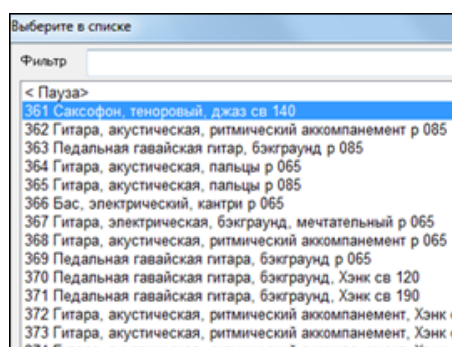 Выберите в списке
Фильтр
< Пауза>
361 Саксофон, теноровый, джаз св 140
362 Гитара, акустическая, ритмический аккомпанемент р 085
363 Педальная гавайская гитар, бэкграунд р 085
364 Гитара, акустическая, пальцы р 065
365 Гитара, акустическая, пальцы р 085
366 Бас, электрический, кантри р 065
367 Гитара, электрическая, бэкграунд, мечтательный р 065
368 Гитара, акустическая, ритмический аккомпанемент р 065
369 Педальная гавайская гитара, бэкграунд р 065
370 Педальная гавайская гитара, бэкграунд, Хэнк св 120
371 Педальная гавайская гитара, бэкграунд, Хэнк св 190
372 Гитара, акустическая, ритмический аккомпанемент, Хэнк
373 Гитара, акустическая, ритмический аккомпанемент, Хэнк